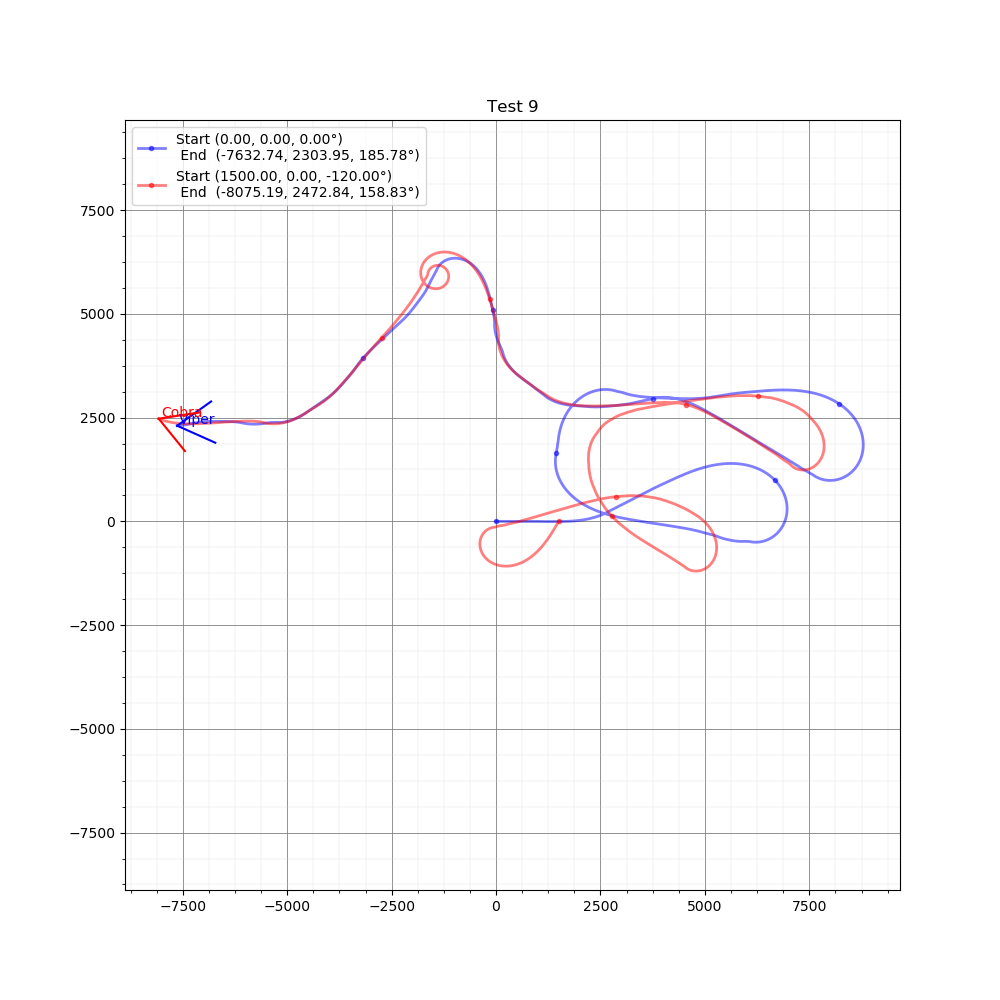 Test 9
Start (0.00, 0.00, 0.00°)
End  (-7632.74, 2303.95, 185.78°)
Start (1500.00, 0.00, -120.00°)
End  (-8075.19, 2472.84, 158.83°)
7500
5000
2500
0
−2500
−5000
−7500
Cobra
Viper
−7500 −5000 −2500 0 2500 5000 7500